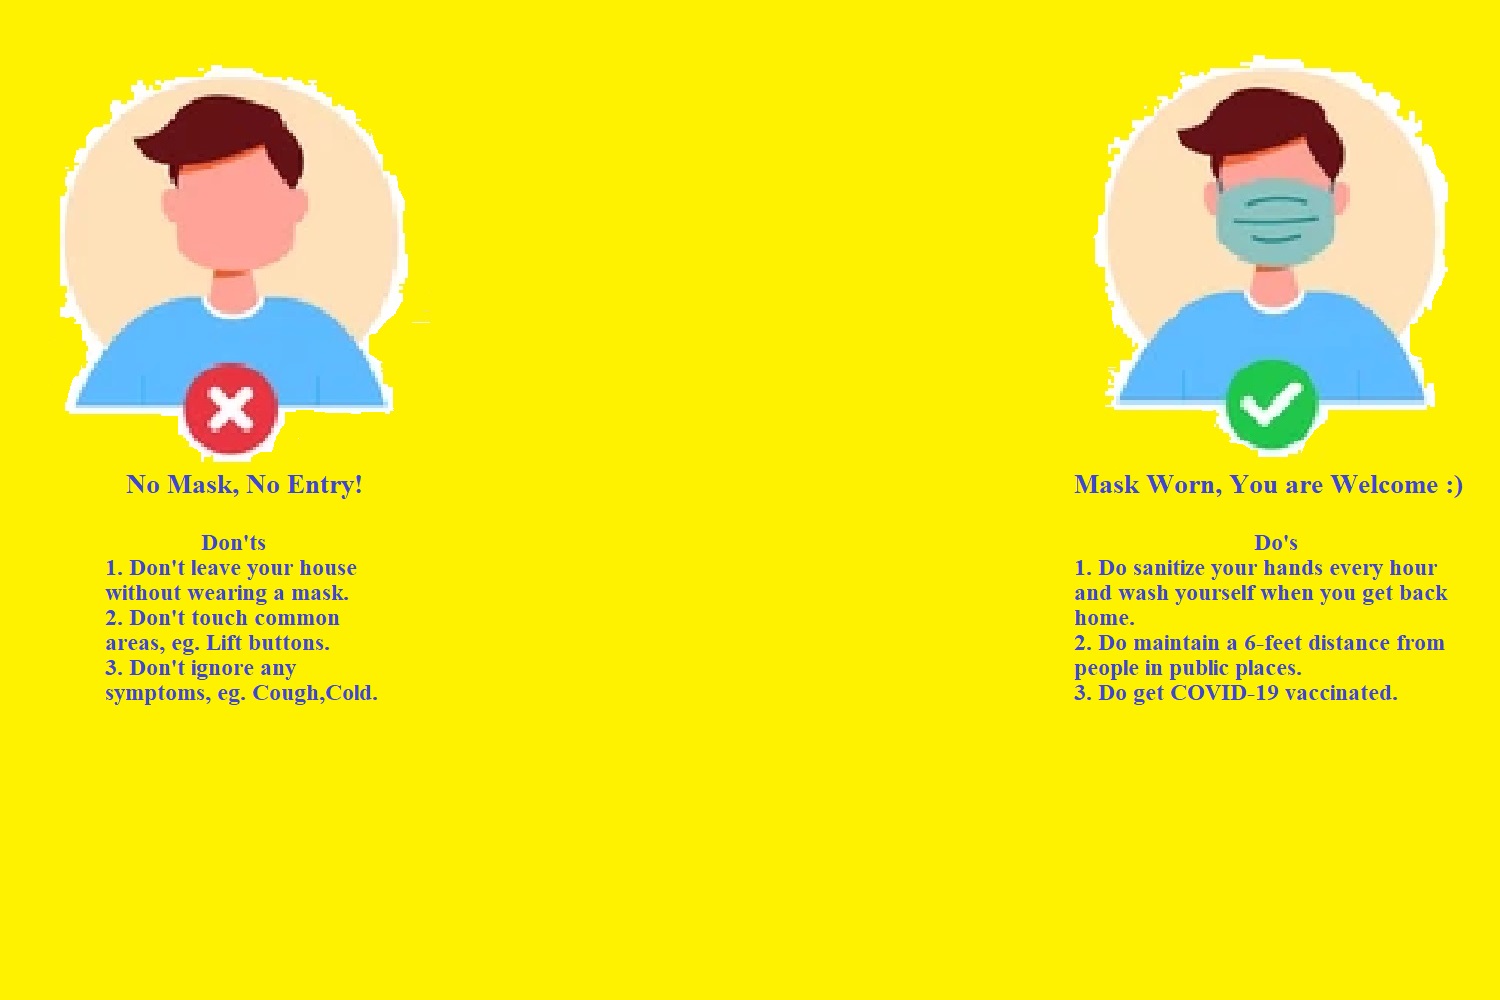 No Mask, No Entry!
Don'ts
1. Don't leave your house
without wearing a mask.
2. Don't touch common
areas, eg. Lift buttons.
3. Don't ignore any
symptoms, eg. Cough,Cold.
Mask Worn, You are Welcome :)
Do's
1. Do sanitize your hands every hour
and wash yourself when you get back
home.
2. Do maintain a 6-feet distance from
people in public places.
3. Do get COVID-19 vaccinated.